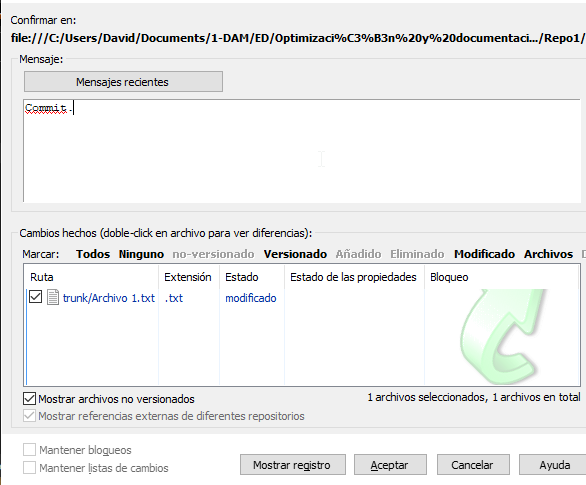 Confirmar en:
file:///C:/Users/David/Documents/1-DAM/ED/Optimizaci%C3%B3n%20y%20documentaci.../Repo1/
Mensaje:
Mensajes recientes
Commit.
Cambios hechos (doble-click en archivo para ver diferencias):
Marcar: Todos Ninguno no-versionado Versionado Añadido Eliminado Modificado Archivos
Ruta Extensión Estado Estado de las propiedades Bloqueo
trunk/Archivo 1.txt .txt modificado
Mostrar archivos no versionados 1 archivos seleccionados, 1 archivos en total
Mostrar referencias externas de diferentes repositorios
Mantener blogueos
Mantener listas de cambios
Mostrar registro Aceptar Cancelar Ayuda